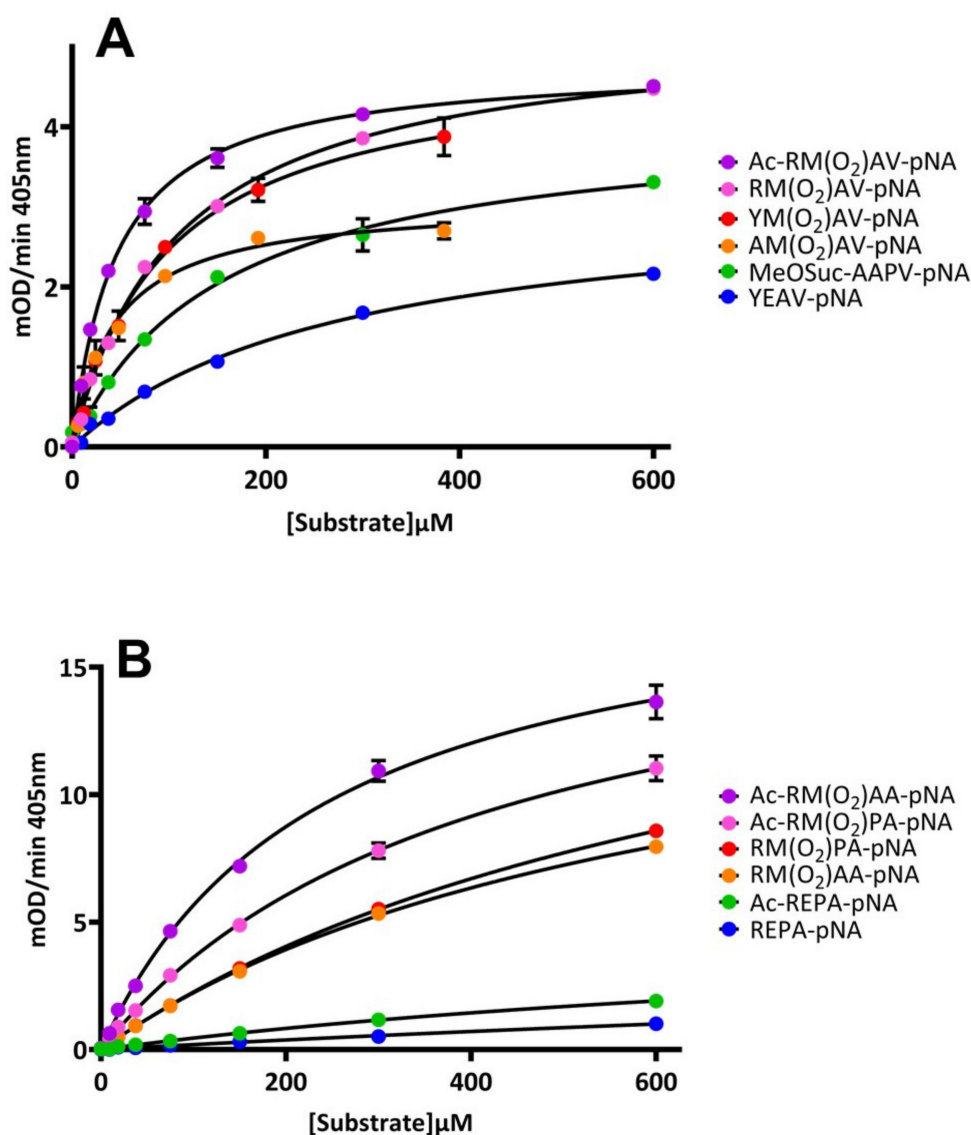 A
mOD/min 405nm
4
2
0
0 200 400 600
[Substrate]µM
Ac-RM(O₂)AV-pNA
RM(O₂)AV-pNA
YM(O₂)AV-pNA
AM(O₂)AV-pNA
MeOSuc-AAPV-pNA
YEAV-pNA
B
mOD/min 405nm
15
10
5
0
0 200 400 600
[Substrate]µM
Ac-RM(O₂)AA-pNA
Ac-RM(O₂)PA-pNA
RM(O₂)PA-pNA
RM(O₂)AA-pNA
Ac-REPA-pNA
REPA-pNA